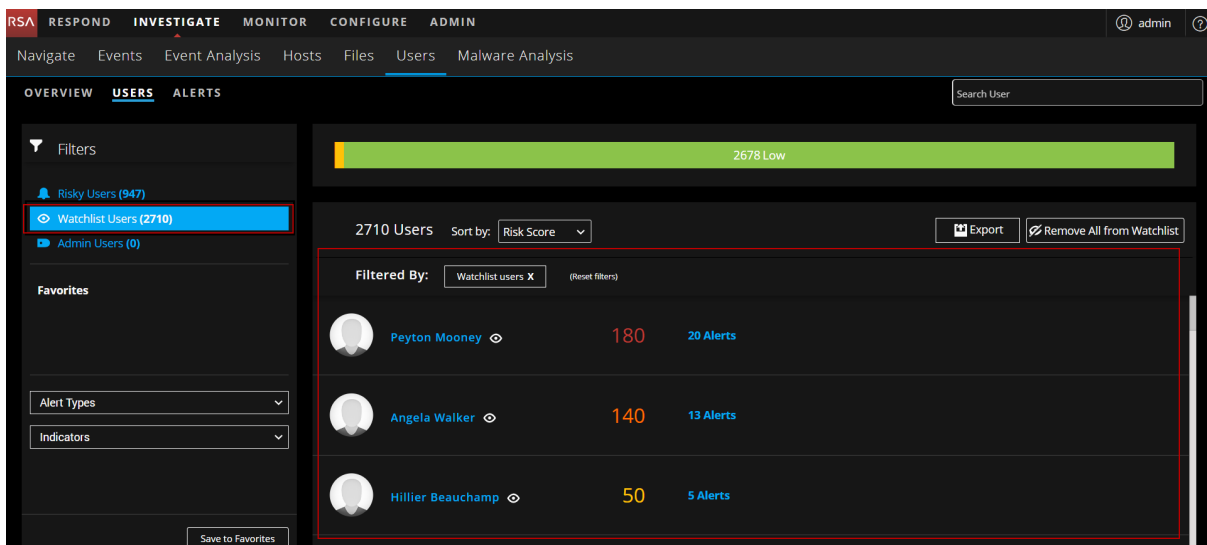 RSA RESPOND INVESTIGATE MONITOR CONFIGURE ADMIN admin ?
Navigate Events Event Analysis Hosts Files Users Malware Analysis
OVERVIEW USERS ALERTS Search User
Filters
2678 Low
Risky Users (947)
Watchlist Users (2710)
Admin Users (0)
2710 Users Sort by: Risk Score Export Remove All from Watchlist
Filtered By: Watchlist users X (Reset filters)
Favorites
Peyton Mooney 180 20 Alerts
Alert Types
Angela Walker 140 13 Alerts
Indicators
Hillier Beauchamp 50 5 Alerts
Save to Favorites